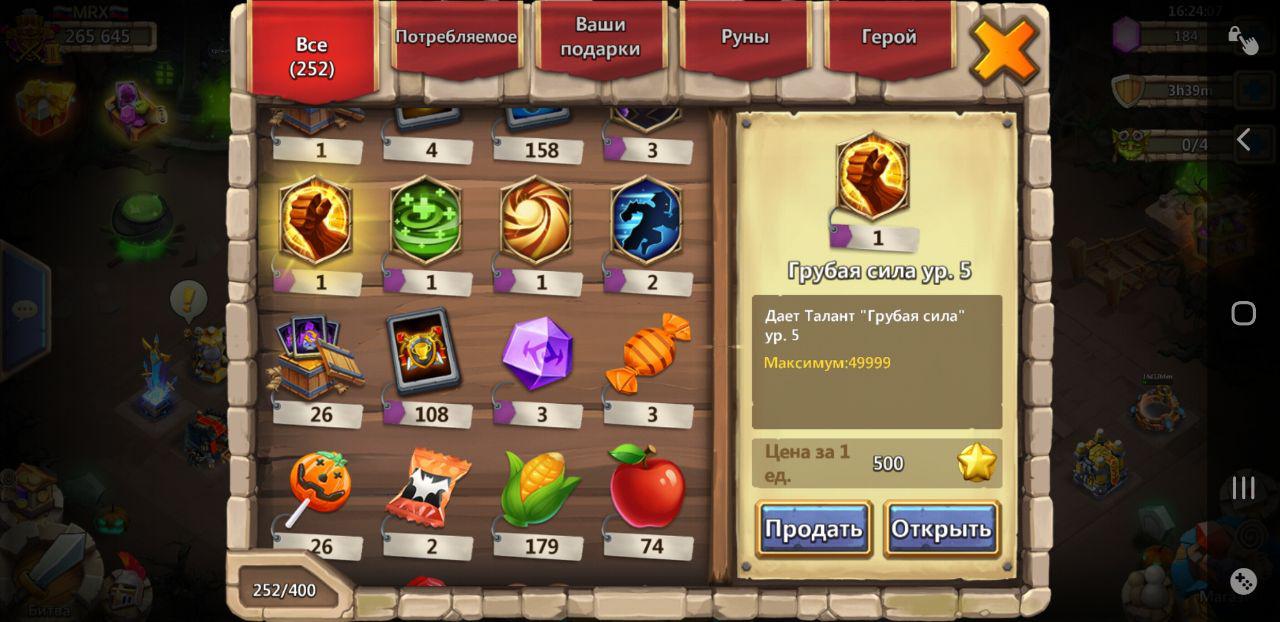 MRX
265 645
16:24:07
184
3h39m
0/4
Все
(252)
Потребляемое
Ваши
подарки
Руны
Герой
1
4
158
3
1
1
1
2
26
108
3
3
26
2
179
74
252/400
1
Грубая сила ур. 5
Дает Талант "Грубая сила"
ур. 5
Максимум:49999
Цена за 1
ед.
500
Продать
Открыть
Битва